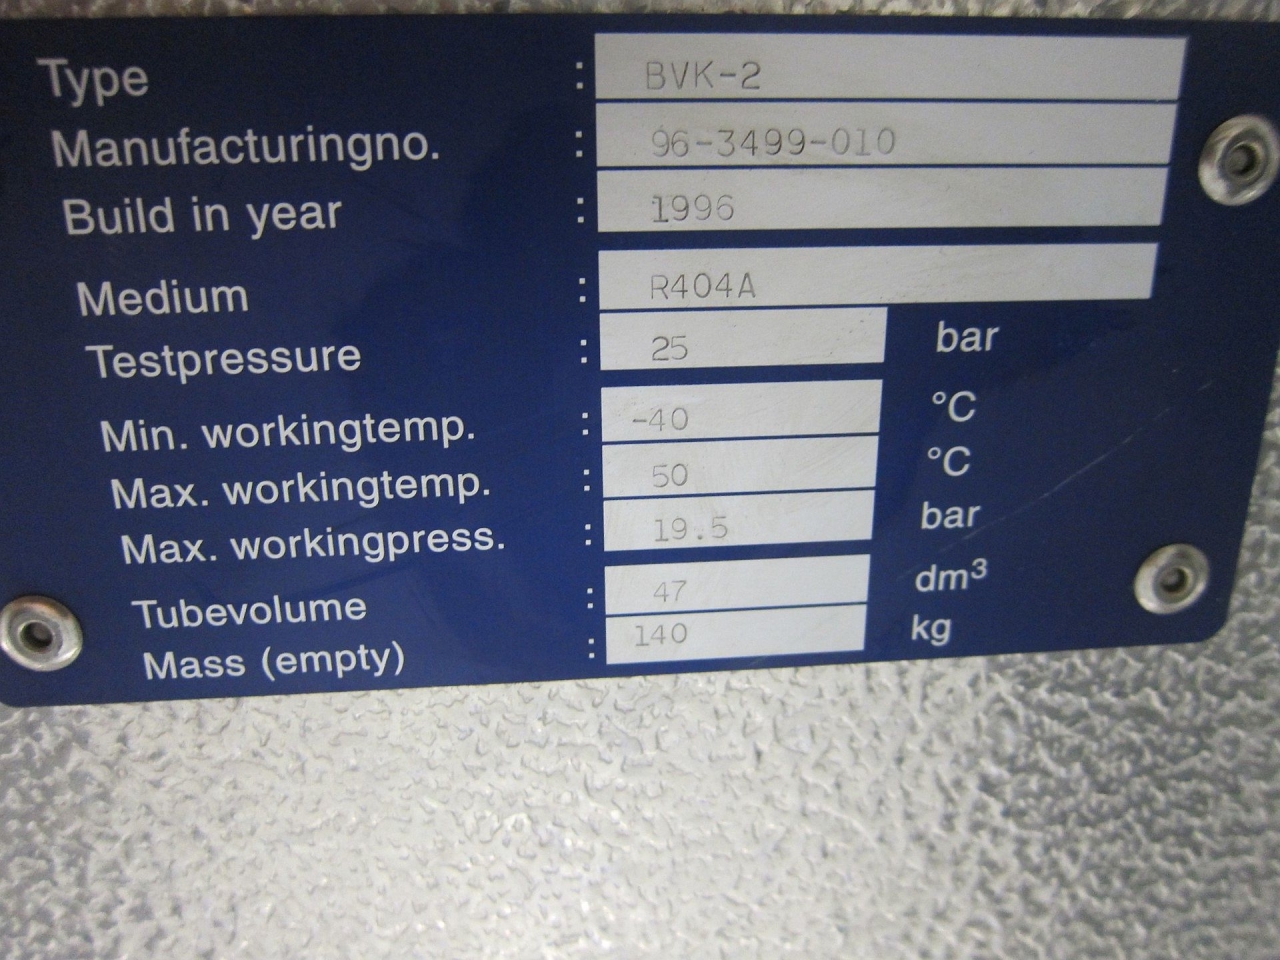 Type : BVK-2
Manufacturingno. : 96-3499-010
Build in year : 1996
Medium : R404A
Testpressure : 25 bar
Min. workingtemp. : -40 °C
Max. workingtemp. : 50 °C
Max. workingpress. : 19.5 bar
Tubevolume : 47 dm³
Mass (empty) : 140 kg